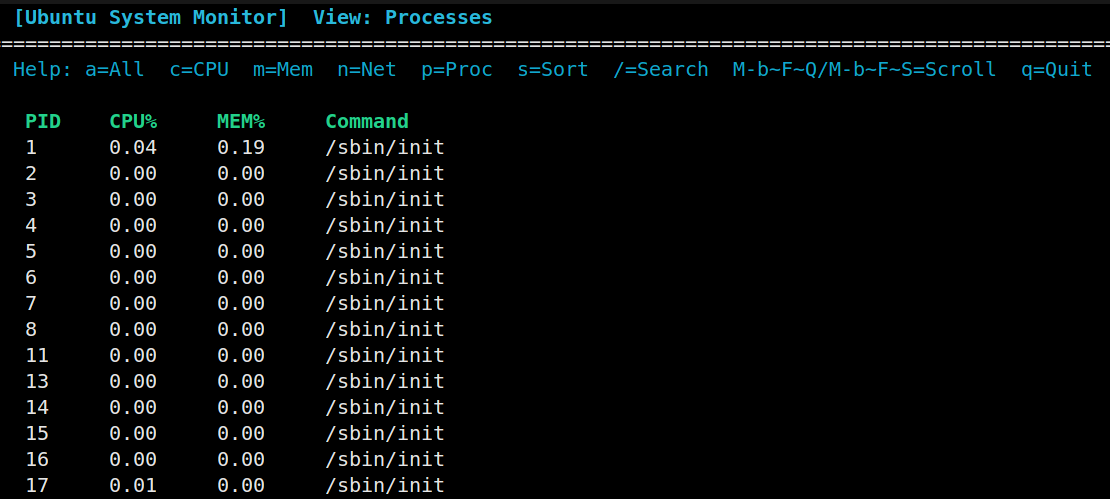 [Ubuntu System Monitor]  View: Processes
================================================================================
Help: a=All  c=CPU  m=Mem  n=Net  p=Proc  s=Sort  /=Search  M-b~F~Q/M-b~F~S=Scroll  q=Quit
PID    CPU%     MEM%     Command
1      0.04     0.19     /sbin/init
2      0.00     0.00     /sbin/init
3      0.00     0.00     /sbin/init
4      0.00     0.00     /sbin/init
5      0.00     0.00     /sbin/init
6      0.00     0.00     /sbin/init
7      0.00     0.00     /sbin/init
8      0.00     0.00     /sbin/init
11     0.00     0.00     /sbin/init
13     0.00     0.00     /sbin/init
14     0.00     0.00     /sbin/init
15     0.00     0.00     /sbin/init
16     0.00     0.00     /sbin/init
17     0.01     0.00     /sbin/init